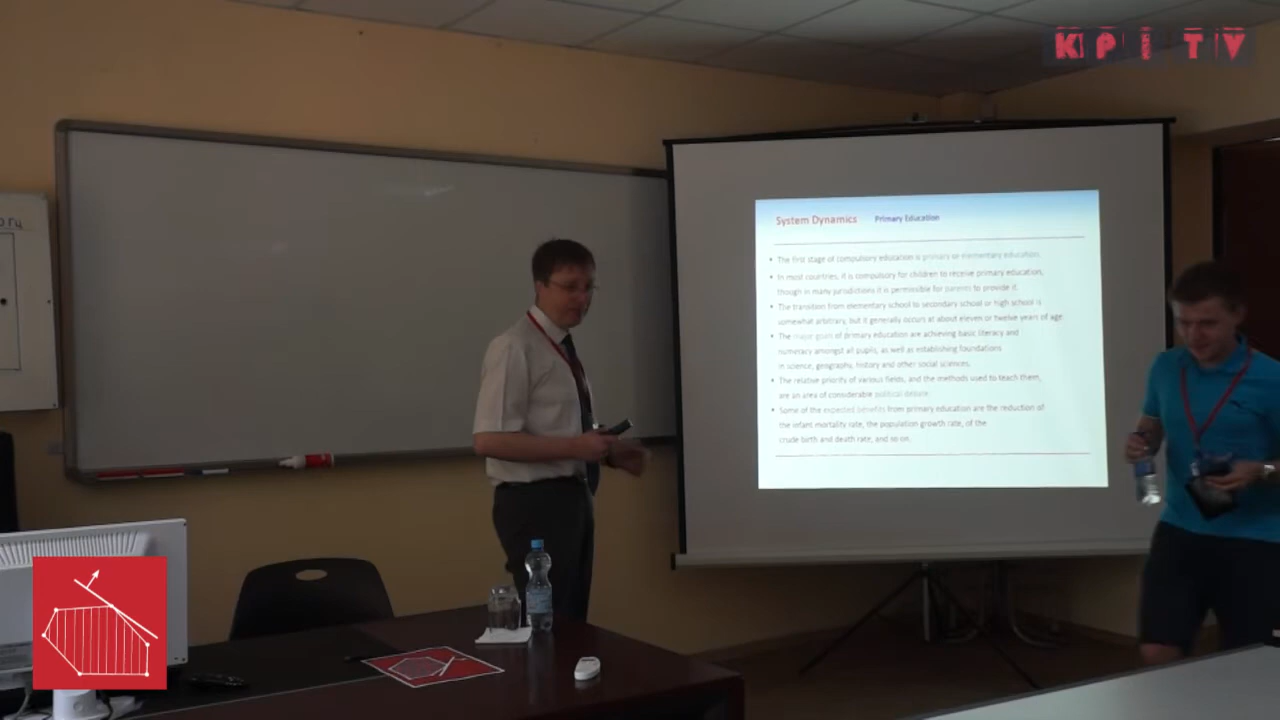 KPI TV
System Dynamics Primary Education
• The first stage of compulsory education is primary or elementary education.
• In most countries, it is compulsory for children to receive primary education,
though in many jurisdictions it is permissible for parents to provide it.
• The transition from elementary school to secondary school or high school is
somewhat arbitrary, but it generally occurs at about eleven or twelve years of age.
• The major goals of primary education are achieving basic literacy and
numeracy amongst all pupils, as well as establishing foundations
in science, geography, history and other social sciences.
• The relative priority of various fields, and the methods used to teach them,
are an area of considerable political debate.
• Some of the expected benefits from primary education are the reduction of
the infant mortality rate, the population growth rate, of the
crude birth and death rate, and so on.